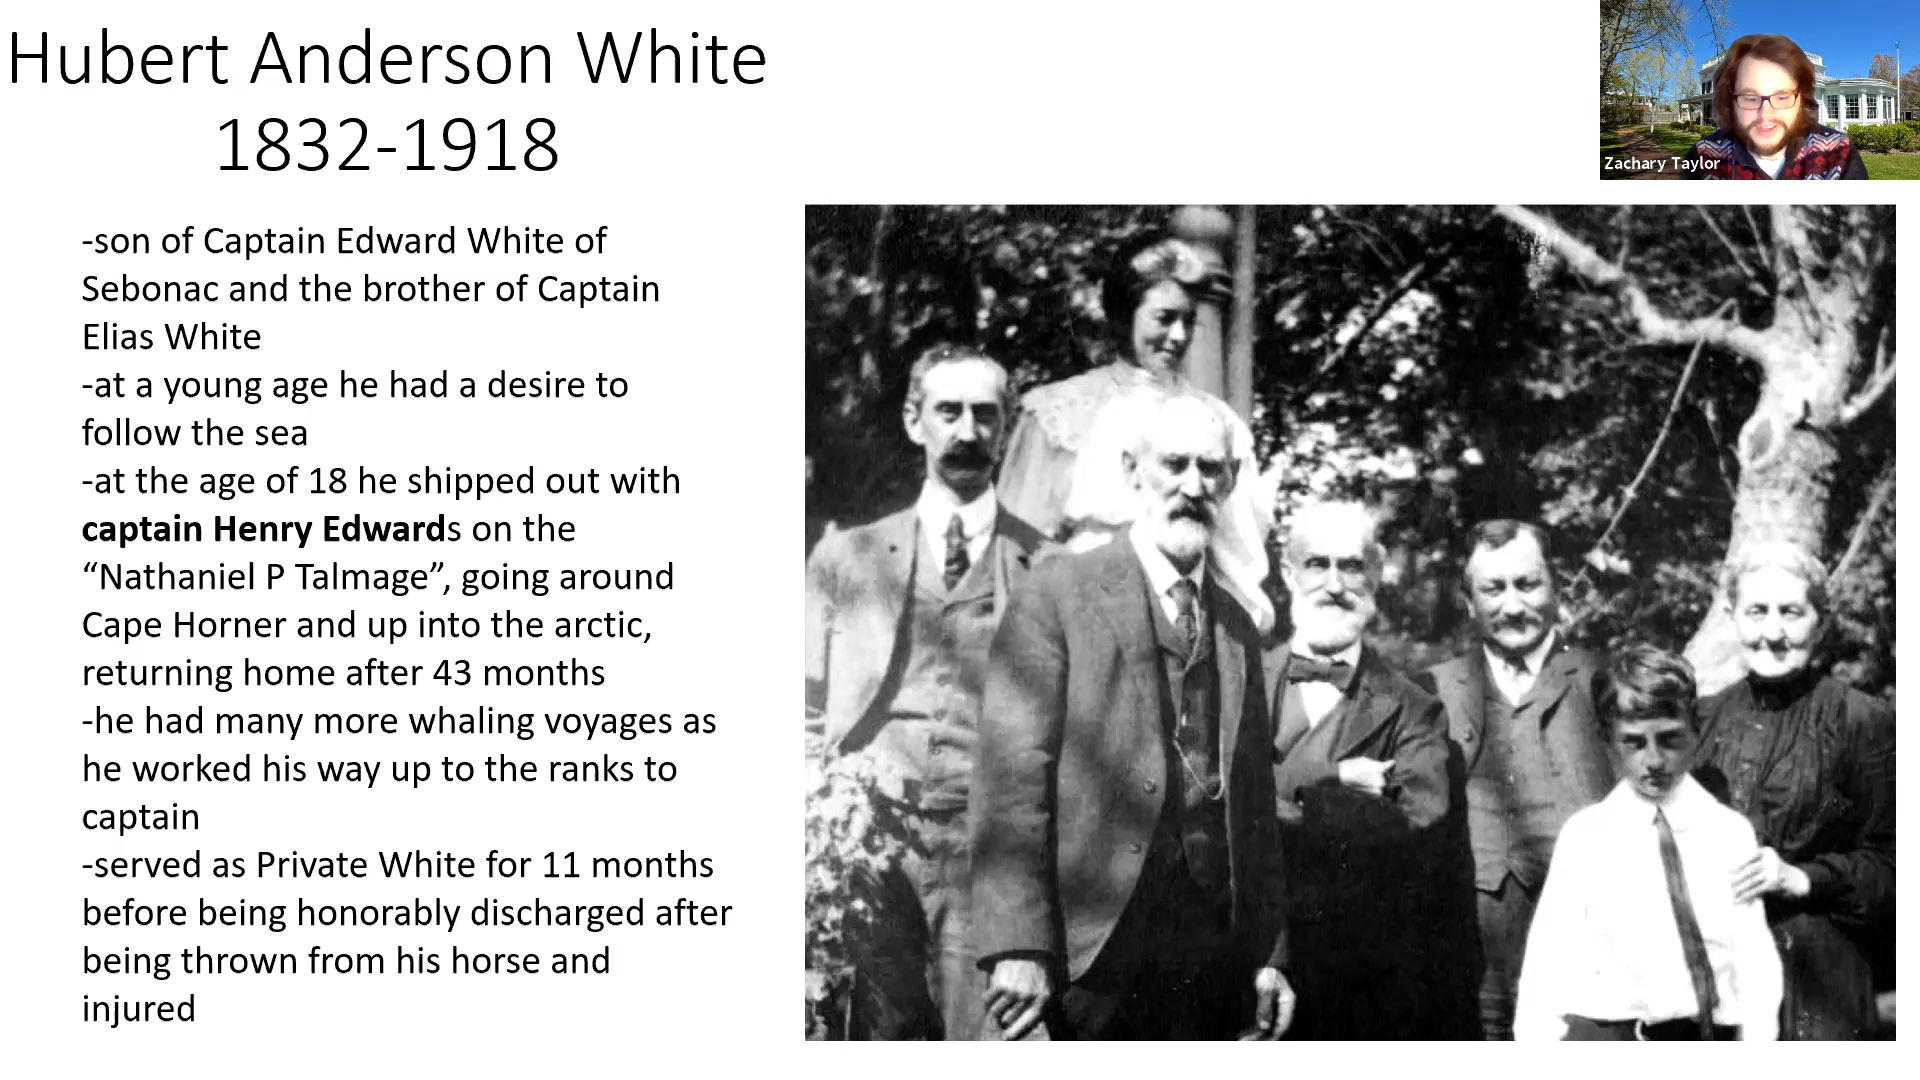 Hubert Anderson White
1832-1918
Zachary Taylor
-son of Captain Edward White of
Sebonac and the brother of Captain
Elias White
-at a young age he had a desire to
follow the sea
-at the age of 18 he shipped out with
captain Henry Edwards on the
“Nathaniel P Talmage”, going around
Cape Horner and up into the arctic,
returning home after 43 months
-he had many more whaling voyages as
he worked his way up to the ranks to
captain
-served as Private White for 11 months
before being honorably discharged after
being thrown from his horse and
injured